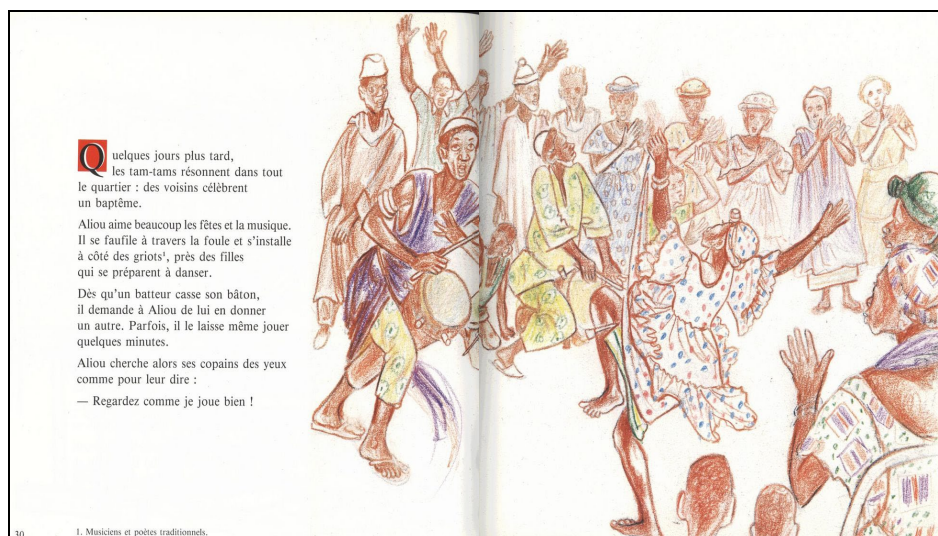 Quelques jours plus tard,
les tam-tams résonnent dans tout
le quartier : des voisins célèbrent
un baptême.
Aliou aime beaucoup les fêtes et la musique.
Il se faufile à travers la foule et s'installe
à côté des griots¹, près des filles
qui se préparent à danser.
Dès qu'un batteur casse son bâton,
il demande à Aliou de lui en donner
un autre. Parfois, il le laisse même jouer
quelques minutes.
Aliou cherche alors ses copains des yeux
comme pour leur dire :
— Regardez comme je joue bien !
30
1. Musiciens et poètes traditionnels.